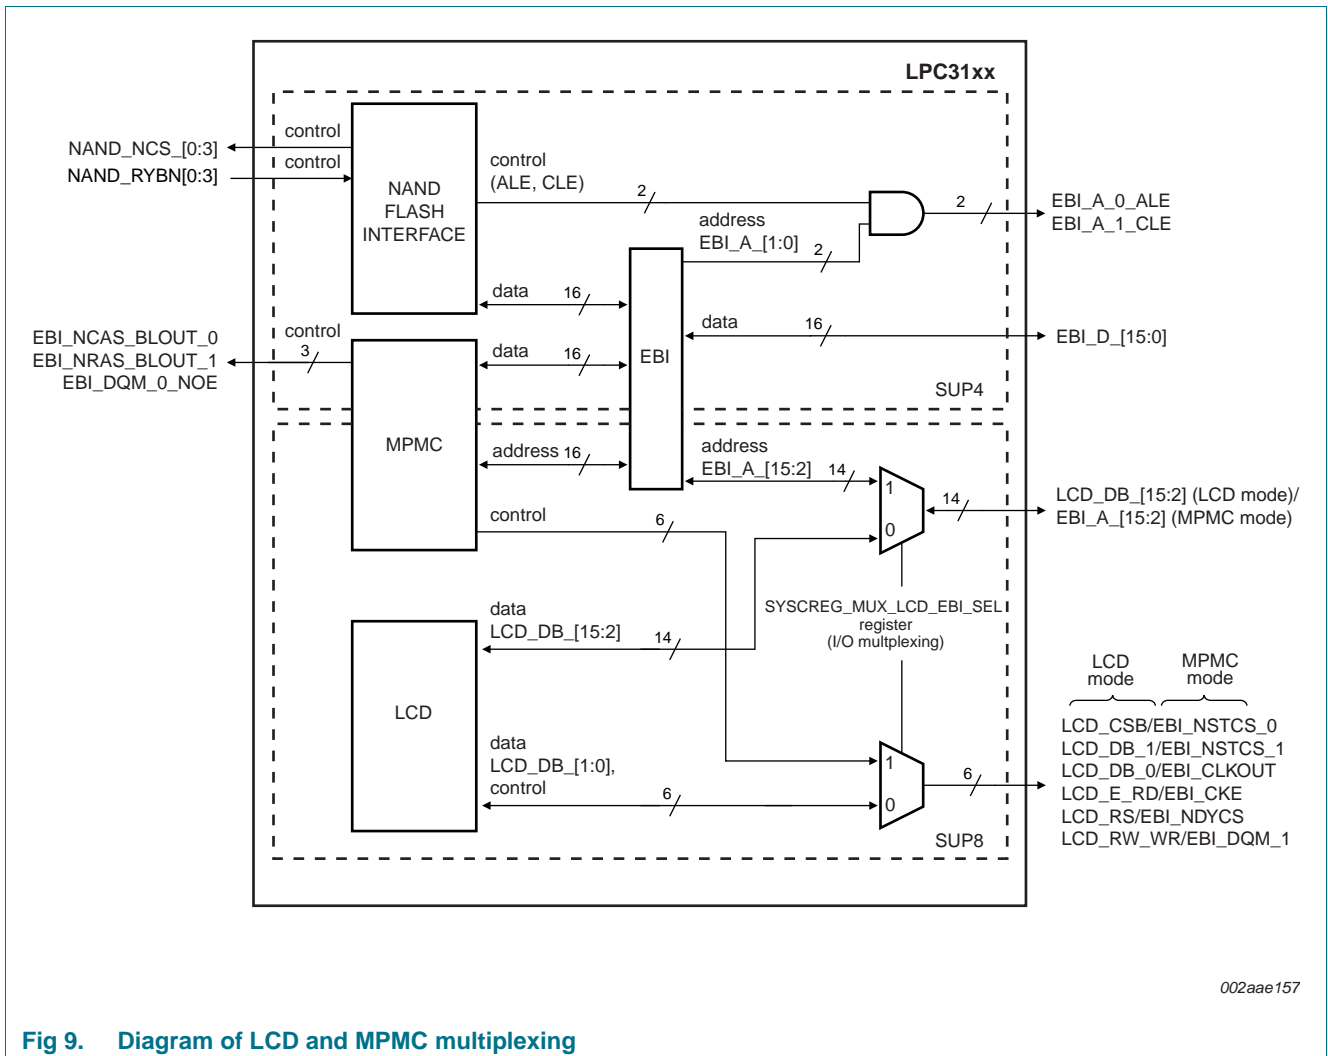 LPC31xx
NAND_NCS_[0:3]
NAND_RYBN[0:3]
control
control
NAND
FLASH
INTERFACE
control
(ALE, CLE)
2
address
EBI_A_[1:0]
2
2
EBI_A_0_ALE
EBI_A_1_CLE
data
16
EBI_NCAS_BLOUT_0
EBI_NRAS_BLOUT_1
EBI_DQM_0_NOE
control
3
data
16
EBI
data
16
EBI_D_[15:0]
SUP4
MPMC
address
16
address
EBI_A_[15:2]
14
1
0
14
LCD_DB_[15:2] (LCD mode)/
EBI_A_[15:2] (MPMC mode)
control
6
SYSCREG_MUX_LCD_EBI_SEL
register
(I/O multplexing)
data
LCD_DB_[15:2]
14
LCD
data
LCD_DB_[1:0],
control
6
1
0
6
SUP8
LCD
mode
MPMC
mode
LCD_CSB/EBI_NSTCS_0
LCD_DB_1/EBI_NSTCS_1
LCD_DB_0/EBI_CLKOUT
LCD_E_RD/EBI_CKE
LCD_RS/EBI_NDYCS
LCD_RW_WR/EBI_DQM_1
002aae157
Fig 9. Diagram of LCD and MPMC multiplexing